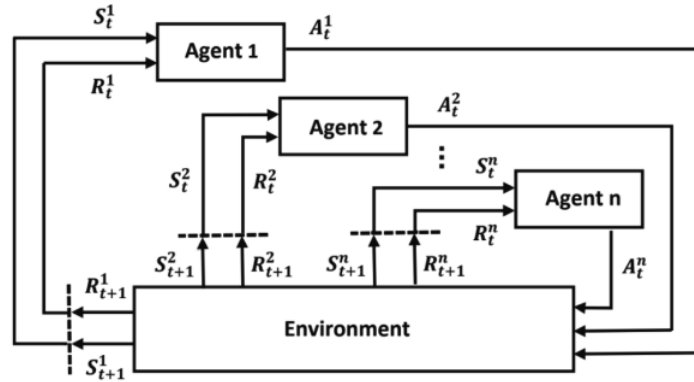 S_t^1
A_t^1
Agent 1
R_t^1
A_t^2
Agent 2
S_t^n
S_t^2
R_t^2
Agent n
R_t^n
S_{t+1}^2
R_{t+1}^2
S_{t+1}^n
R_{t+1}^n
A_t^n
R_{t+1}^1
Environment
S_{t+1}^1